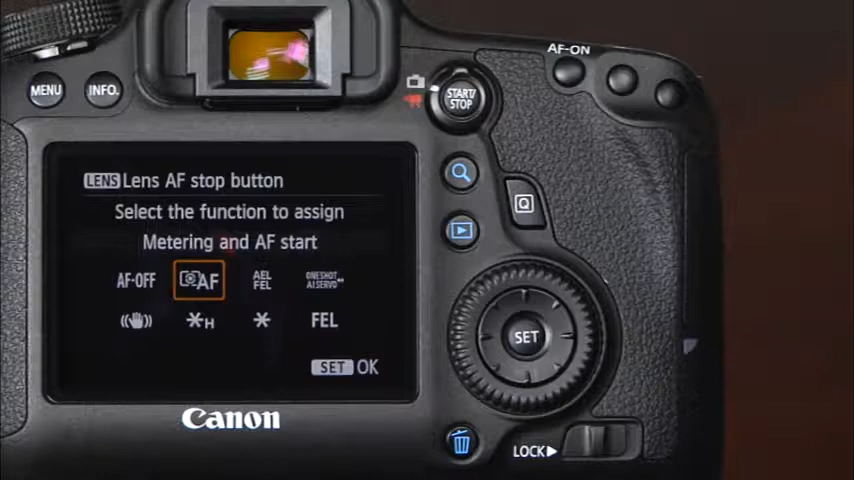 AF-ON
MENU
INFO.
START/
STOP
LENS Lens AF stop button
Select the function to assign
Metering and AF start
Q
AF-OFF
AF
AEL
FEL
ONESHOT
AI SERVO
H
FEL
SET OK
SET
Canon
LOCK